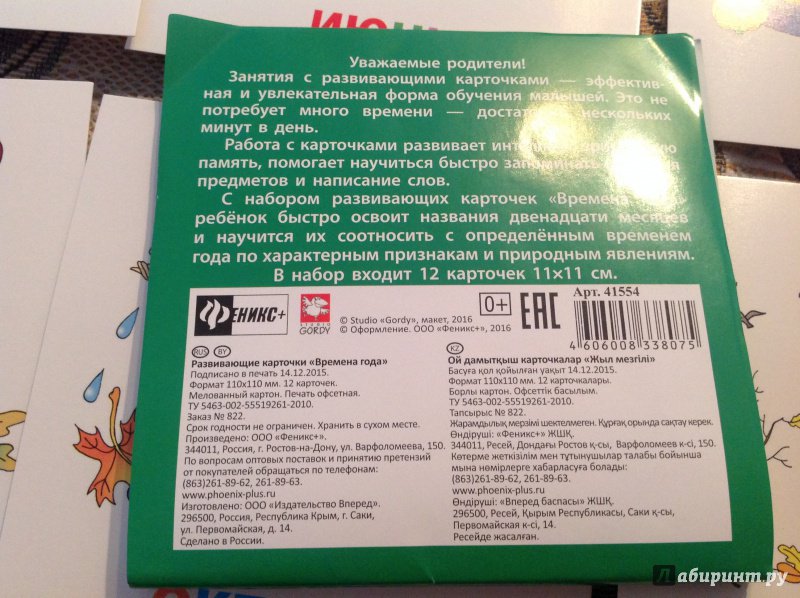 Уважаемые родители!
Занятия с развивающими карточками — эффектив-
ная и увлекательная форма обучения малышей. Это не
потребует много времени — достаточно нескольких
минут в день.
Работа с карточками развивает
память, помогает научиться быстро запоминать
предметов и написание слов.
С набором развивающих карточек «Времена
ребёнок быстро освоит названия двенадцати месяцев
и научится их соотносить с определённым временем
года по характерным признакам и природным явлениям.
В набор входит 12 карточек 11×11 см.
ФЕНИКС+
STUDIO GORDY
© Studio «Gordy», макет, 2016
© Оформление. ООО «Феникс+», 2016
0+
EAC
Арт. 41554
4 606008 338075
RUS BY
Развивающие карточки «Времена года»
Подписано в печать 14.12.2015.
Формат 110х110 мм. 12 карточек.
Мелованный картон. Печать офсетная.
ТУ 5463-002-55519261-2010.
Заказ № 822.
Срок годности не ограничен. Хранить в сухом месте.
Произведено: ООО «Феникс+».
344011, Россия, г. Ростов-на-Дону, ул. Варфоломеева, 150.
По вопросам оптовых поставок и принятию претензий
от покупателей обращаться по телефонам:
(863)261-89-62, 261-89-63.
www.phoenix-plus.ru
Изготовлено: ООО «Издательство Вперед».
296500, Россия, Республика Крым, г. Саки,
ул. Первомайская, д. 14.
Сделано в России.
KZ
Ой дамытқыш карточкалар «Жыл мезгілі»
Басуға қол қойылған уақыт 14.12.2015.
Формат 110х110 мм. 12 карточкалары.
Борлы картон. Офсеттік басылым.
ТУ 5463-002-55519261-2010.
Тапсырыс № 822.
Жарамдылық мерзімі шектелмеген. Құрғақ орында сақтау керек.
Өндіруші: «Феникс+» ЖШҚ.
344011, Ресей, Дондағы Ростов қ-сы, Варфоломеев к-сі, 150.
Көтерме жеткізілім мен тұтынушылар талабы бойынша
мына нөмірлерге хабарласуға болады:
(863)261-89-62, 261-89-63.
www.phoenix-plus.ru
Өндіруші: «Вперед баспасы» ЖШҚ.
296500, Ресей, Қырым Республикасы, Саки қ-сы,
Первомайская к-сі, 14.
Ресейде жасалған.
Лабиринт.ру